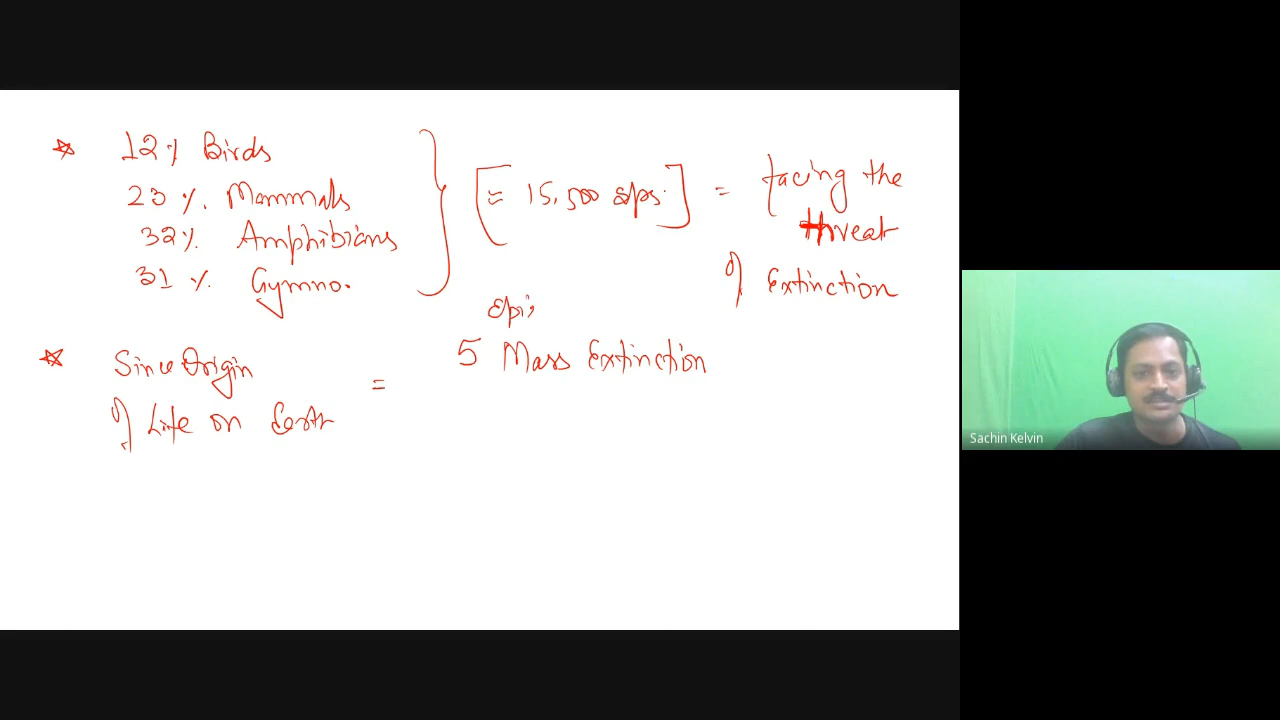 ☆ 12% Birds
23 %. Mammals
32% Amphibians
31 %. Gymno.
[= 15,500 sps.] = facing the
threat
of Extinction
☆ Since Origin
of Life on Earth
=
epi;
5 Mass Extinction
Sachin Kelvin